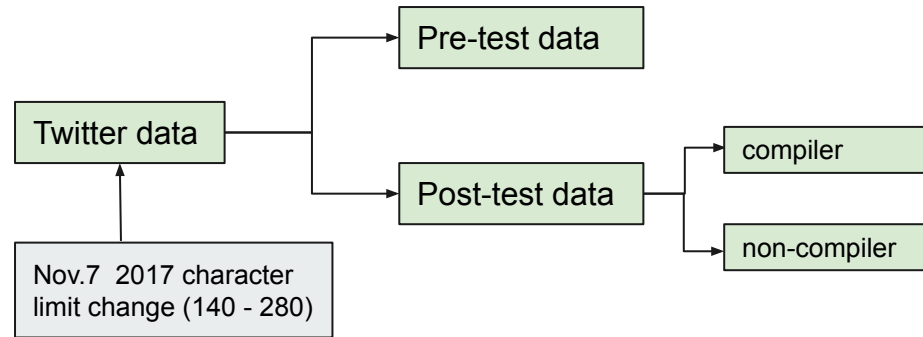 Pre-test data
Twitter data
compiler
Post-test data
non-compiler
Nov.7 2017 character
limit change (140 - 280)